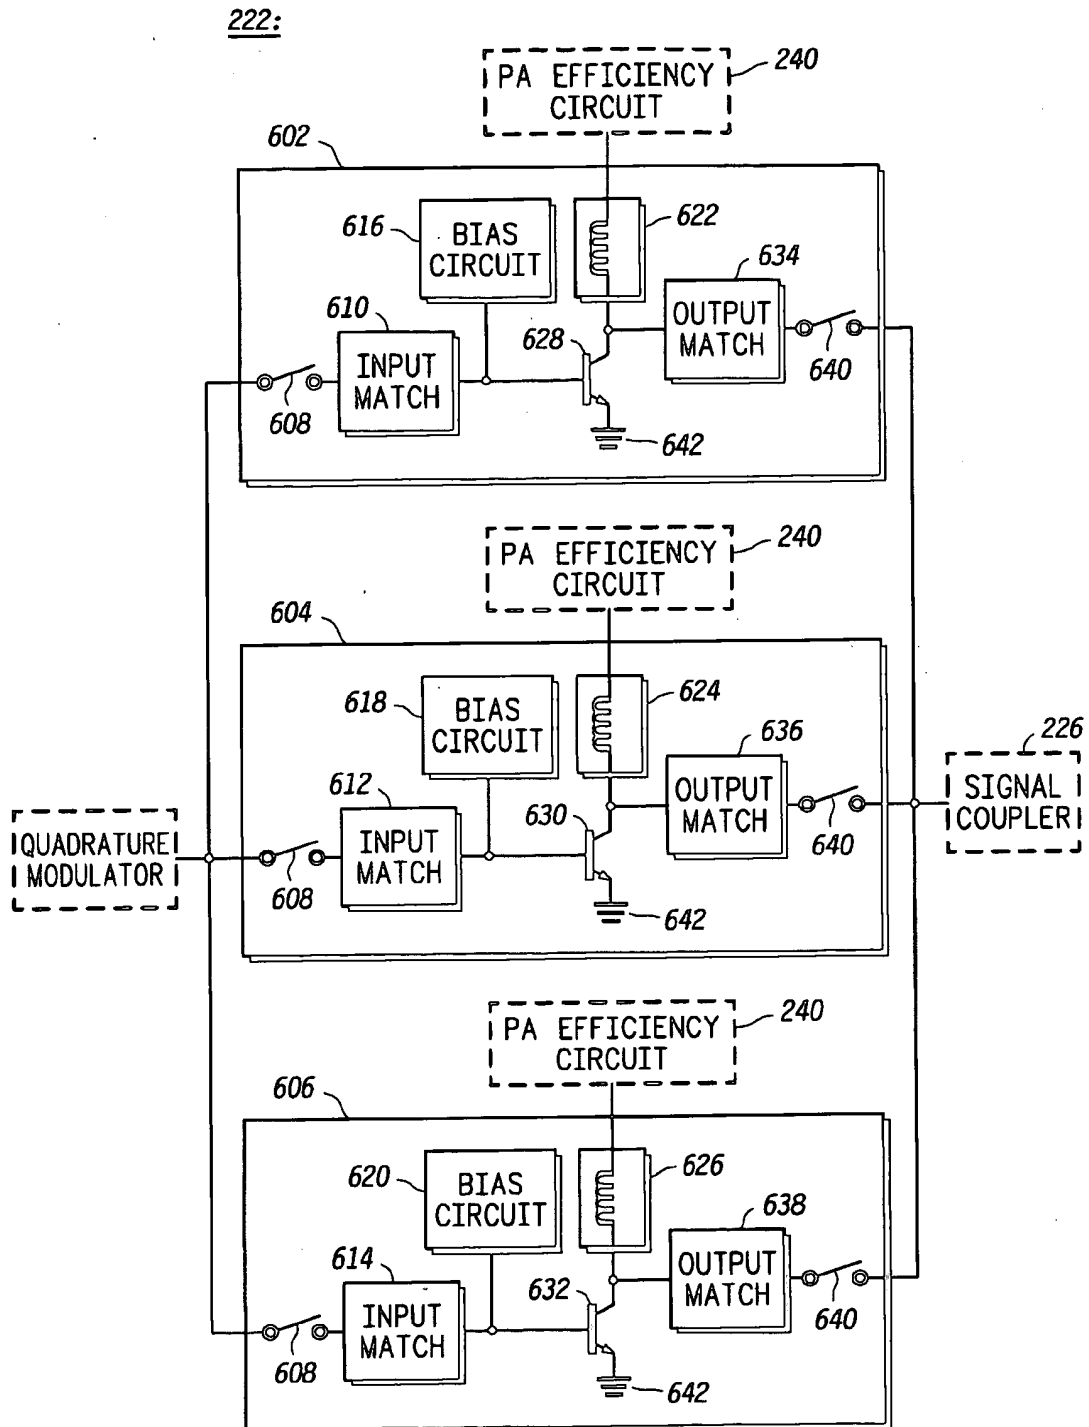 222:
PA EFFICIENCY
CIRCUIT
240
602
616
BIAS
CIRCUIT
622
634
OUTPUT
MATCH
610
INPUT
MATCH
628
608
640
642
PA EFFICIENCY
CIRCUIT
240
604
618
BIAS
CIRCUIT
624
636
OUTPUT
MATCH
226
SIGNAL
COUPLER
612
INPUT
MATCH
630
QUADRATURE
MODULATOR
608
640
642
PA EFFICIENCY
CIRCUIT
240
606
620
BIAS
CIRCUIT
626
638
OUTPUT
MATCH
614
INPUT
MATCH
632
608
640
642